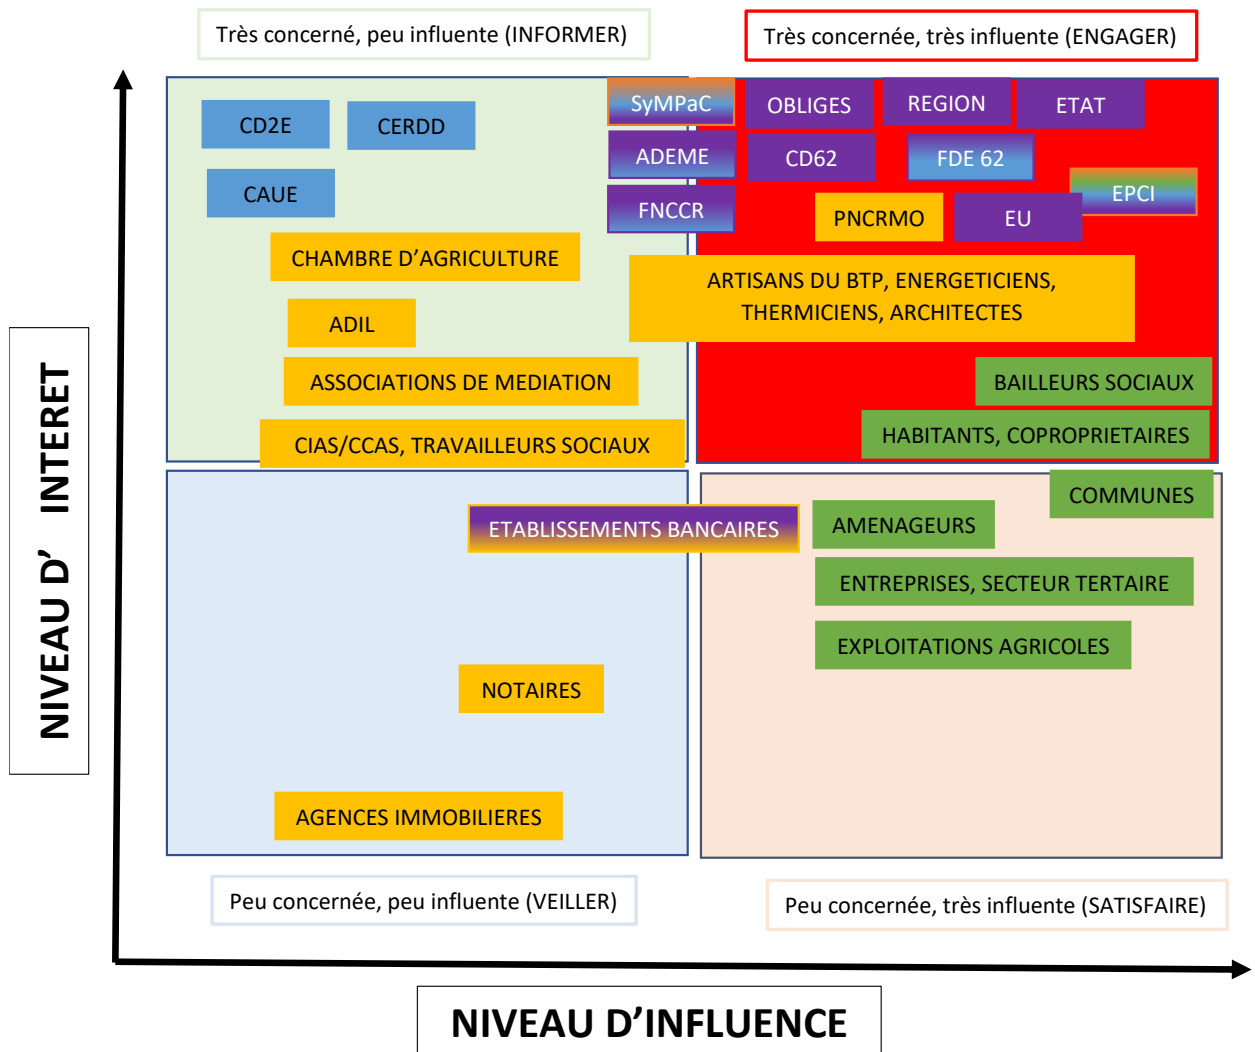 Très concerné, peu influente (INFORMER)
Très concernée, très influente (ENGAGER)
SyMPaC
OBLIGES
REGION
ETAT
CD2E
CERDD
ADEME
CD62
FDE 62
CAUE
EPCI
FNCCR
PNCRMO
EU
CHAMBRE D’AGRICULTURE
ARTISANS DU BTP, ENERGETICIENS,
THERMICIENS, ARCHITECTES
ADIL
ASSOCIATIONS DE MEDIATION
BAILLEURS SOCIAUX
CIAS/CCAS, TRAVAILLEURS SOCIAUX
HABITANTS, COPROPRIETAIRES
COMMUNES
ETABLISSEMENTS BANCAIRES
AMENAGEURS
ENTREPRISES, SECTEUR TERTAIRE
EXPLOITATIONS AGRICOLES
NOTAIRES
AGENCES IMMOBILIERES
NIVEAU D’ INTERET
Peu concernée, peu influente (VEILLER)
Peu concernée, très influente (SATISFAIRE)
NIVEAU D’INFLUENCE